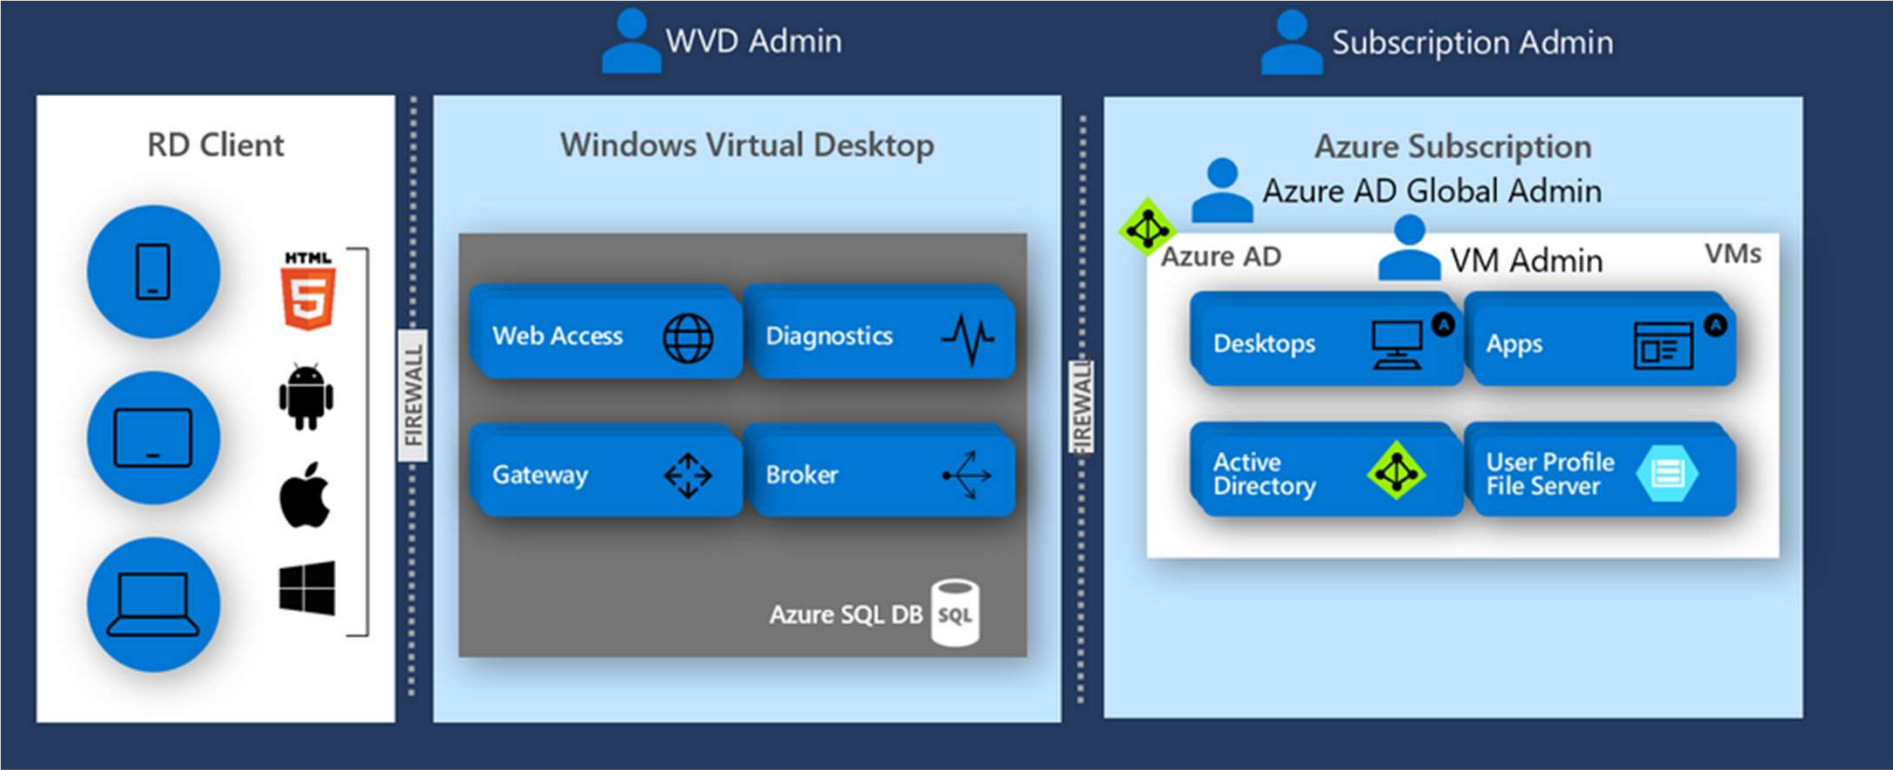 WVD Admin
Subscription Admin
RD Client
HTML
5
FIREWALL
Windows Virtual Desktop
Web Access
Diagnostics
Gateway
Broker
Azure SQL DB
SQL
FIREWALL
Azure Subscription
Azure AD Global Admin
Azure AD
VM Admin
VMs
Desktops
A
Apps
A
Active
Directory
User Profile
File Server